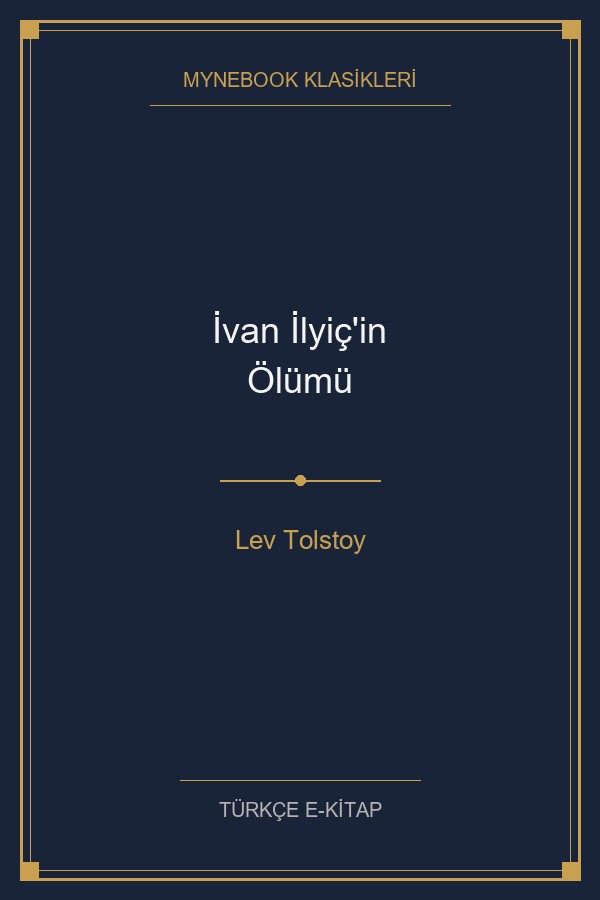 MYNEBOOK KLASİKLERİ
İvan İlyiç'in
Ölümü
Lev Tolstoy
TÜRKÇE E-KİTAP